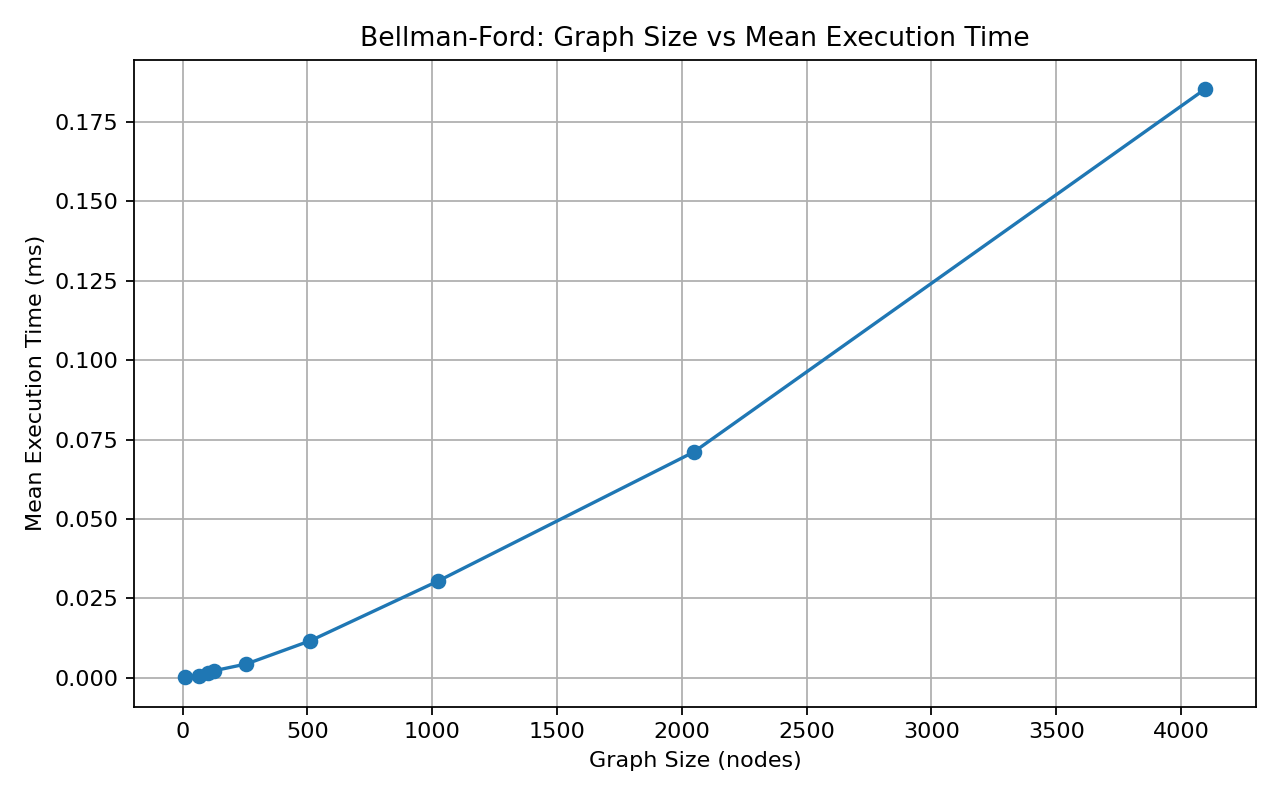 Bellman-Ford: Graph Size vs Mean Execution Time
Mean Execution Time (ms)
0.175
0.150
0.125
0.100
0.075
0.050
0.025
0.000
0 500 1000 1500 2000 2500 3000 3500 4000
Graph Size (nodes)